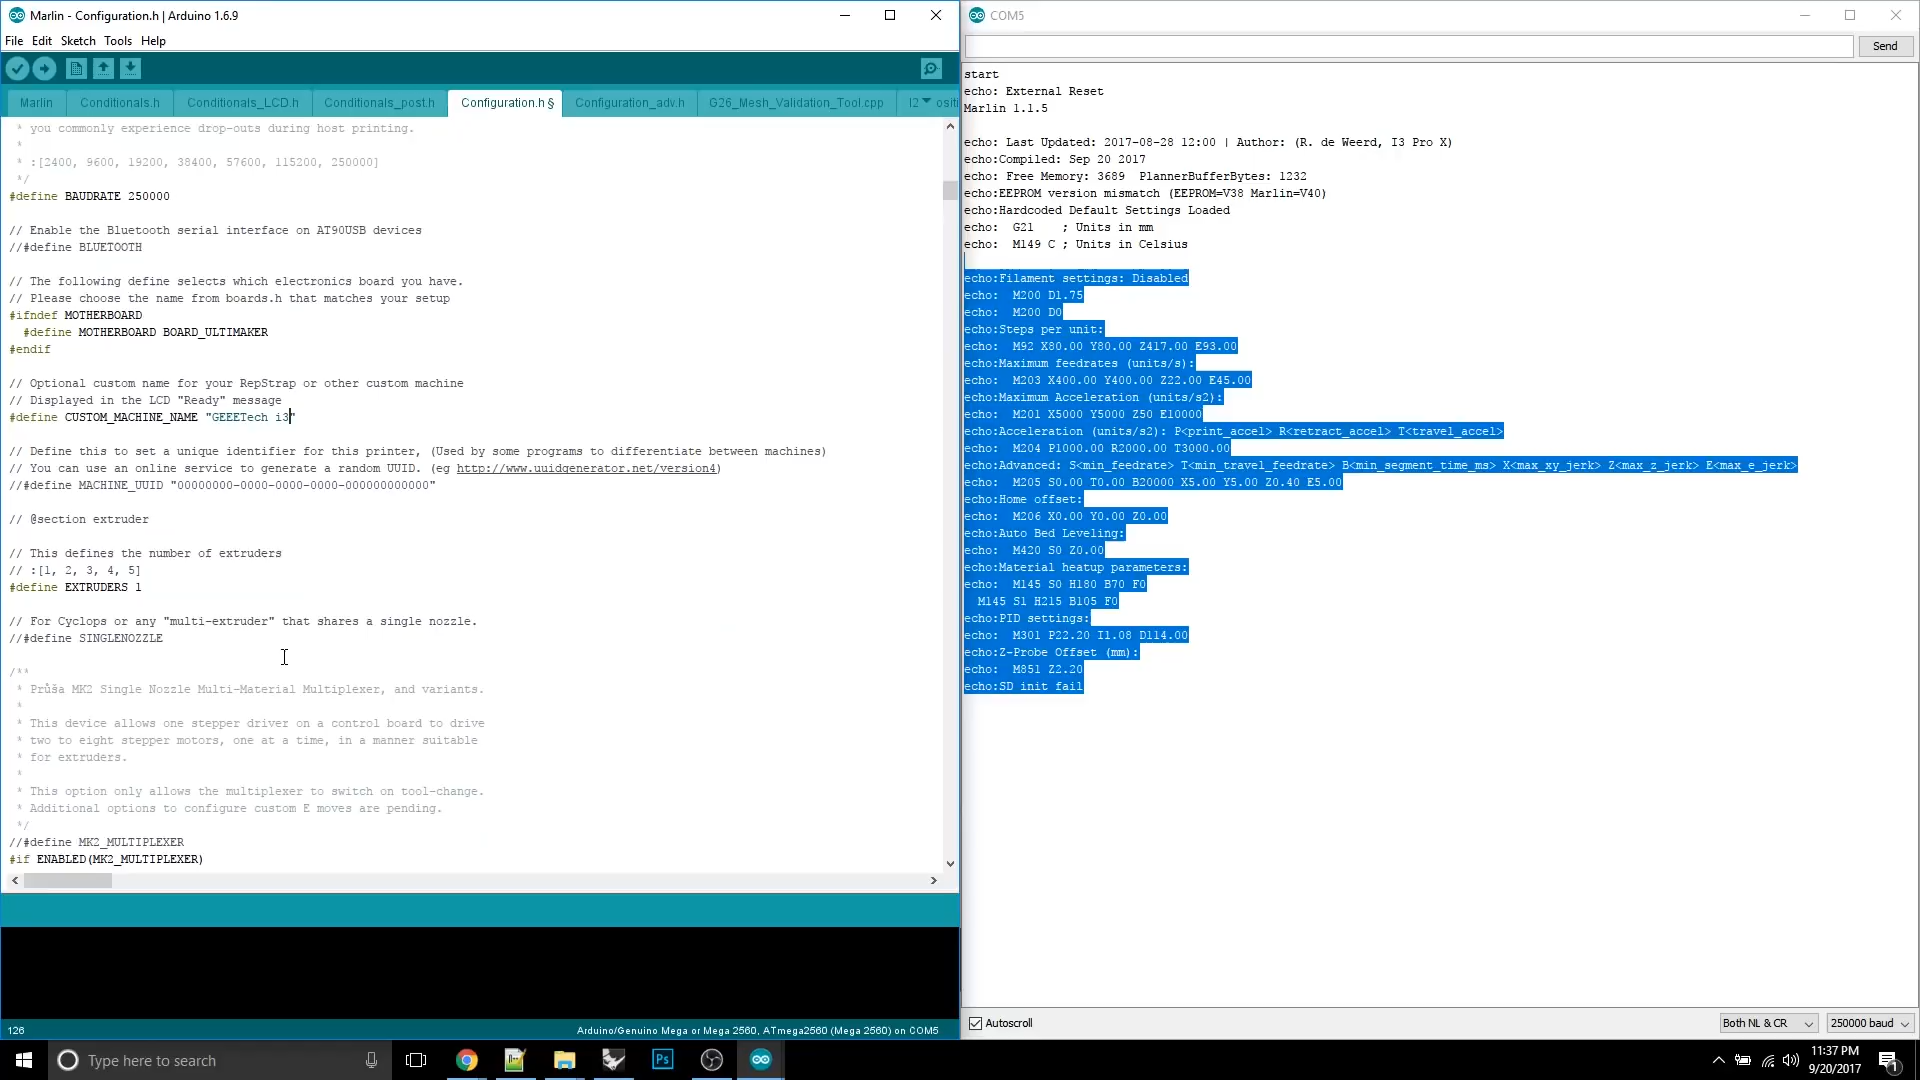 Marlin - Configuration.h | Arduino 1.6.9
File Edit Sketch Tools Help
Marlin Conditionals.h Conditionals_LCD.h Conditionals_post.h Configuration.h § Configuration_adv.h G26_Mesh_Validation_Tool.cpp I2 ositi
* you commonly experience drop-outs during host printing.
*
* :[2400, 9600, 19200, 38400, 57600, 115200, 250000]
*/
#define BAUDRATE 250000
// Enable the Bluetooth serial interface on AT90USB devices
//#define BLUETOOTH
// The following define selects which electronics board you have.
// Please choose the name from boards.h that matches your setup
#ifndef MOTHERBOARD
#define MOTHERBOARD BOARD_ULTIMAKER
#endif
// Optional custom name for your RepStrap or other custom machine
// Displayed in the LCD "Ready" message
#define CUSTOM_MACHINE_NAME "GEEETech i3"
// Define this to set a unique identifier for this printer, (Used by some programs to differentiate between machines)
// You can use an online service to generate a random UUID. (eg http://www.uuidgenerator.net/version4)
//#define MACHINE_UUID "00000000-0000-0000-0000-000000000000"
// @section extruder
// This defines the number of extruders
// :[1, 2, 3, 4, 5]
#define EXTRUDERS 1
// For Cyclops or any "multi-extruder" that shares a single nozzle.
//#define SINGLENOZZLE
/**
* Průša MK2 Single Nozzle Multi-Material Multiplexer, and variants.
*
* This device allows one stepper driver on a control board to drive
* two to eight stepper motors, one at a time, in a manner suitable
* for extruders.
*
* This option only allows the multiplexer to switch on tool-change.
* Additional options to configure custom E moves are pending.
*/
//#define MK2_MULTIPLEXER
#if ENABLED(MK2_MULTIPLEXER)
126
Arduino/Genuino Mega or Mega 2560, ATmega2560 (Mega 2560) on COM5
COM5
Send
start
echo: External Reset
Marlin 1.1.5
echo: Last Updated: 2017-08-28 12:00 | Author: (R. de Weerd, I3 Pro X)
echo:Compiled: Sep 20 2017
echo: Free Memory: 3689 PlannerBufferBytes: 1232
echo:EEPROM version mismatch (EEPROM=V38 Marlin=V40)
echo:Hardcoded Default Settings Loaded
echo: G21 ; Units in mm
echo: M149 C ; Units in Celsius
echo:Filament settings: Disabled
echo: M200 D1.75
echo: M200 D0
echo:Steps per unit:
echo: M92 X80.00 Y80.00 Z417.00 E93.00
echo:Maximum feedrates (units/s):
echo: M203 X400.00 Y400.00 Z22.00 E45.00
echo:Maximum Acceleration (units/s2):
echo: M201 X5000 Y5000 Z50 E10000
echo:Acceleration (units/s2): P<print_accel> R<retract_accel> T<travel_accel>
echo: M204 P1000.00 R2000.00 T3000.00
echo:Advanced: S<min_feedrate> T<min_travel_feedrate> B<min_segment_time_ms> X<max_xy_jerk> Z<max_z_jerk> E<max_e_jerk>
echo: M205 S0.00 T0.00 B20000 X5.00 Y5.00 Z0.40 E5.00
echo:Home offset:
echo: M206 X0.00 Y0.00 Z0.00
echo:Auto Bed Leveling:
echo: M420 S0 Z0.00
echo:Material heatup parameters:
echo: M145 S0 H180 B70 F0
M145 S1 H215 B105 F0
echo:PID settings:
echo: M301 P22.20 I1.08 D114.00
echo:Z-Probe Offset (mm):
echo: M851 Z2.20
echo:SD init fail
Autoscroll
Both NL & CR
250000 baud
Type here to search
Ps
11:37 PM
9/20/2017
1